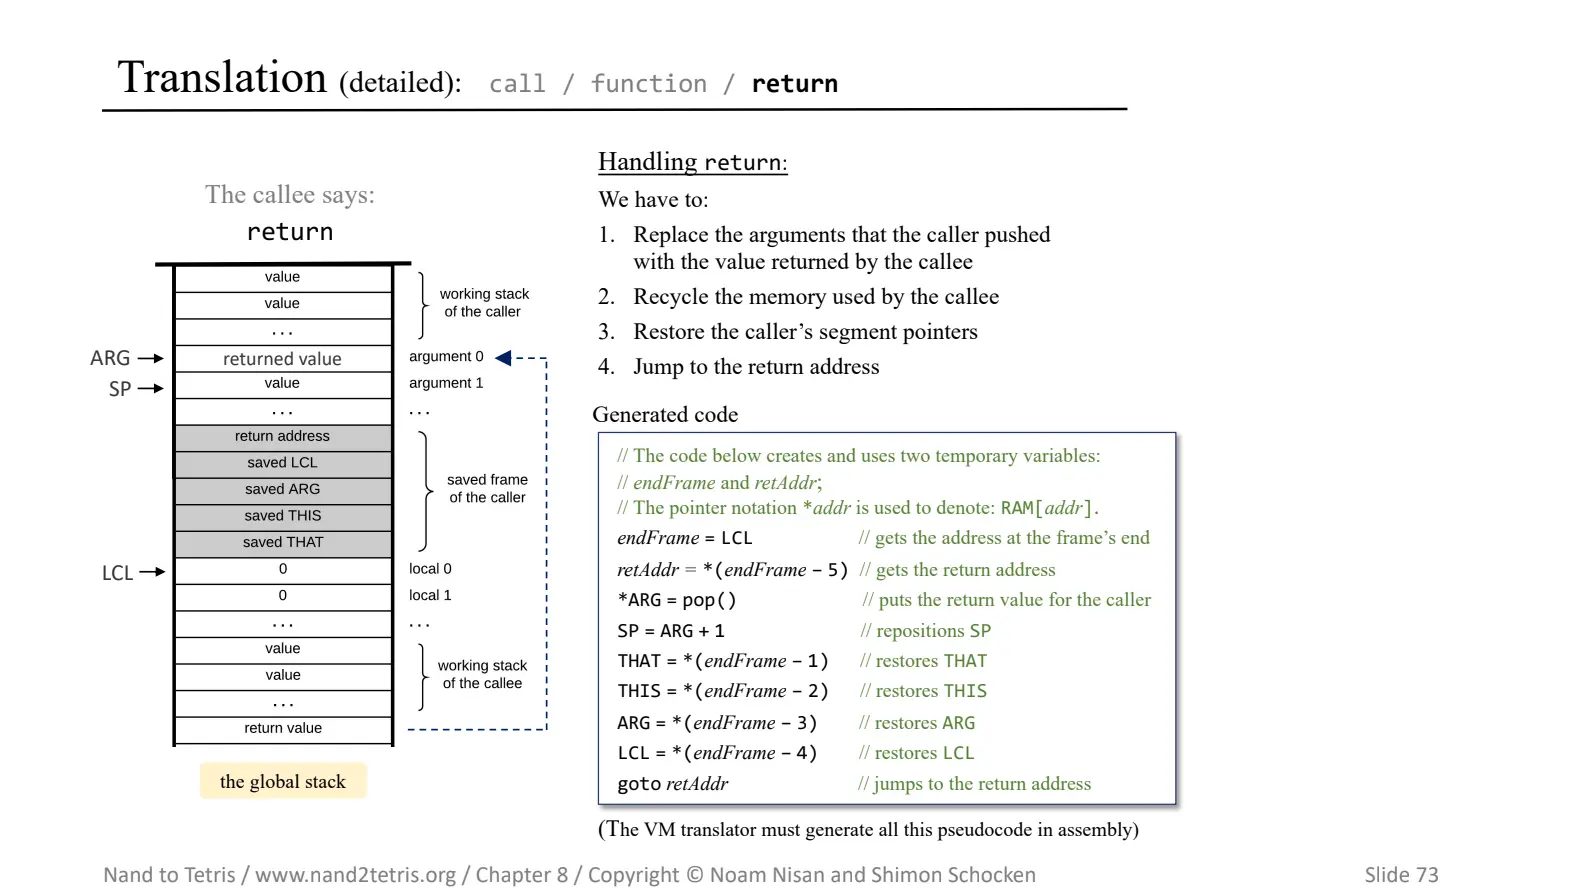 Translation (detailed): call / function / return
The callee says:
return
value
value
...
ARG
returned value
argument 0
SP
value
argument 1
...
...
return address
saved LCL
saved ARG
saved THIS
saved THAT
LCL
0
local 0
0
local 1
...
...
value
value
...
return value
working stack
of the caller
saved frame
of the caller
working stack
of the callee
the global stack
Handling return:
We have to:
1. Replace the arguments that the caller pushed
with the value returned by the callee
2. Recycle the memory used by the callee
3. Restore the caller’s segment pointers
4. Jump to the return address
Generated code
// The code below creates and uses two temporary variables:
// endFrame and retAddr;
// The pointer notation *addr is used to denote: RAM[addr].
endFrame = LCL // gets the address at the frame’s end
retAddr = *(endFrame – 5) // gets the return address
*ARG = pop() // puts the return value for the caller
SP = ARG + 1 // repositions SP
THAT = *(endFrame – 1) // restores THAT
THIS = *(endFrame – 2) // restores THIS
ARG = *(endFrame – 3) // restores ARG
LCL = *(endFrame – 4) // restores LCL
goto retAddr // jumps to the return address
(The VM translator must generate all this pseudocode in assembly)
Nand to Tetris / www.nand2tetris.org / Chapter 8 / Copyright © Noam Nisan and Shimon Schocken
Slide 73